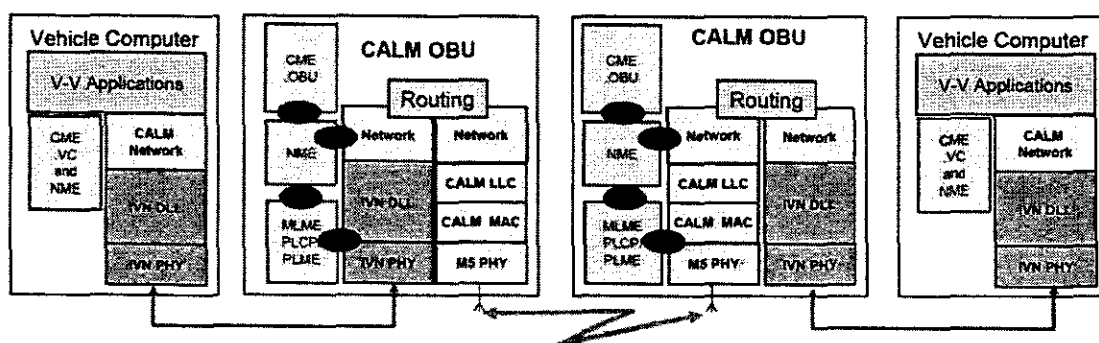 Vehicle Computer
V-V Applications
CME
.VC
and
NME
CALM
Network
IVN DLL
IVN PHY
CALM OBU
CME
.OBU
Routing
NME
Network
Network
IVN DLL
CALM LLC
CALM MAC
MLME
PLCP
PLME
IVN PHY
M5 PHY
CALM OBU
CME
.OBU
Routing
NME
Network
Network
CALM LLC
IVN DLL
CALM MAC
MLME
PLCP
PLME
M5 PHY
IVN PHY
Vehicle Computer
V-V Applications
CME
.VC
and
NME
CALM
Network
IVN DLL
IVN PHY